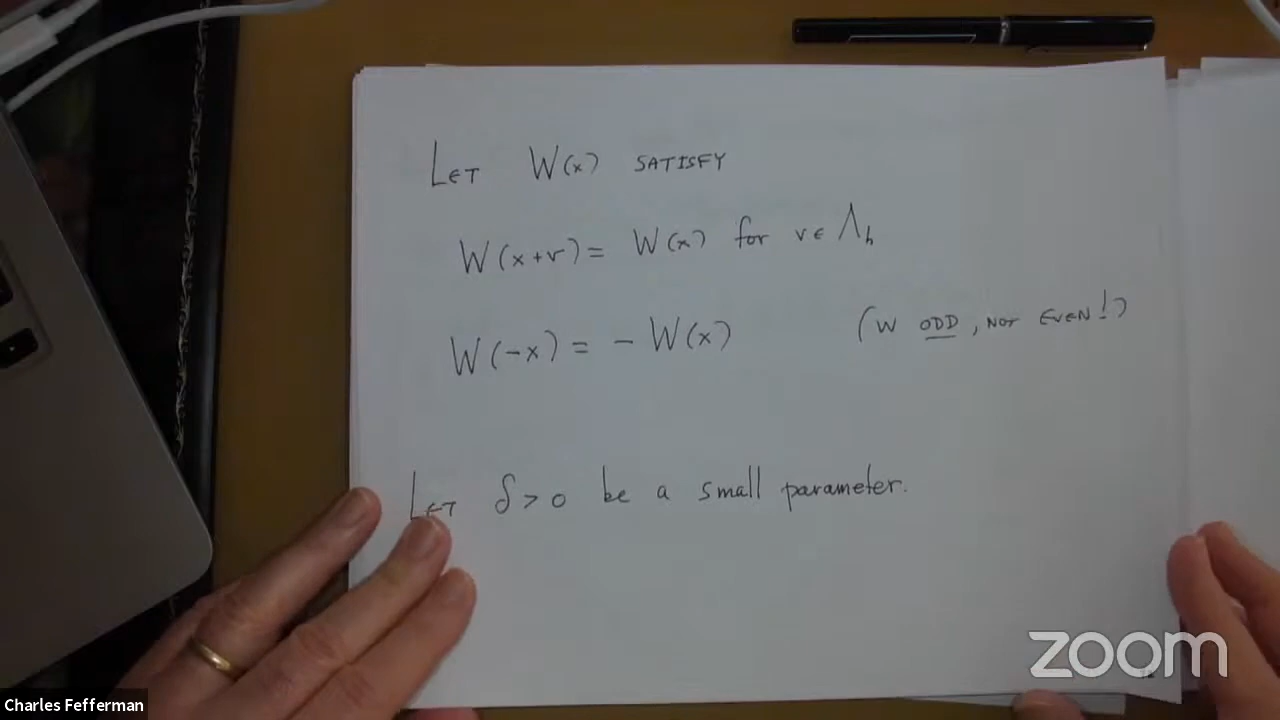 LET W(x) SATISFY
W(x+v) = W(x) for v ∈ Λh
W(-x) = - W(x) (W ODD, NOT EVEN!)
LET δ > 0 be a small parameter.
zoom
Charles Fefferman